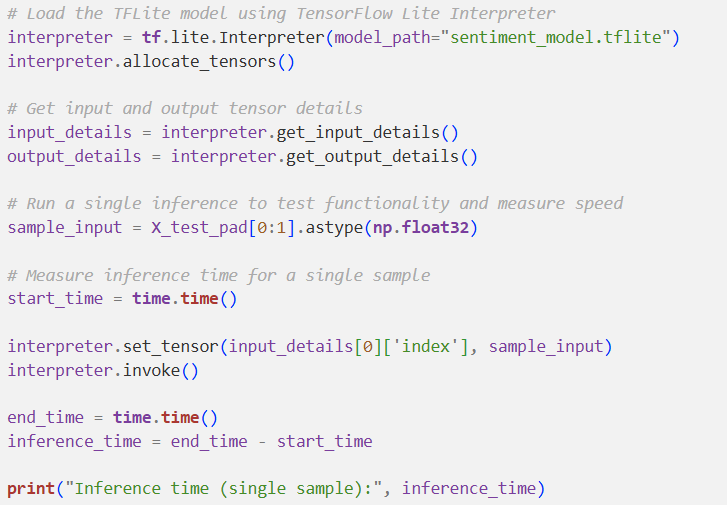 # Load the TFLite model using TensorFlow Lite Interpreter
interpreter = tf.lite.Interpreter(model_path="sentiment_model.tflite")
interpreter.allocate_tensors()

# Get input and output tensor details
input_details = interpreter.get_input_details()
output_details = interpreter.get_output_details()

# Run a single inference to test functionality and measure speed
sample_input = X_test_pad[0:1].astype(np.float32)

# Measure inference time for a single sample
start_time = time.time()

interpreter.set_tensor(input_details[0]['index'], sample_input)
interpreter.invoke()

end_time = time.time()
inference_time = end_time - start_time

print("Inference time (single sample):", inference_time)